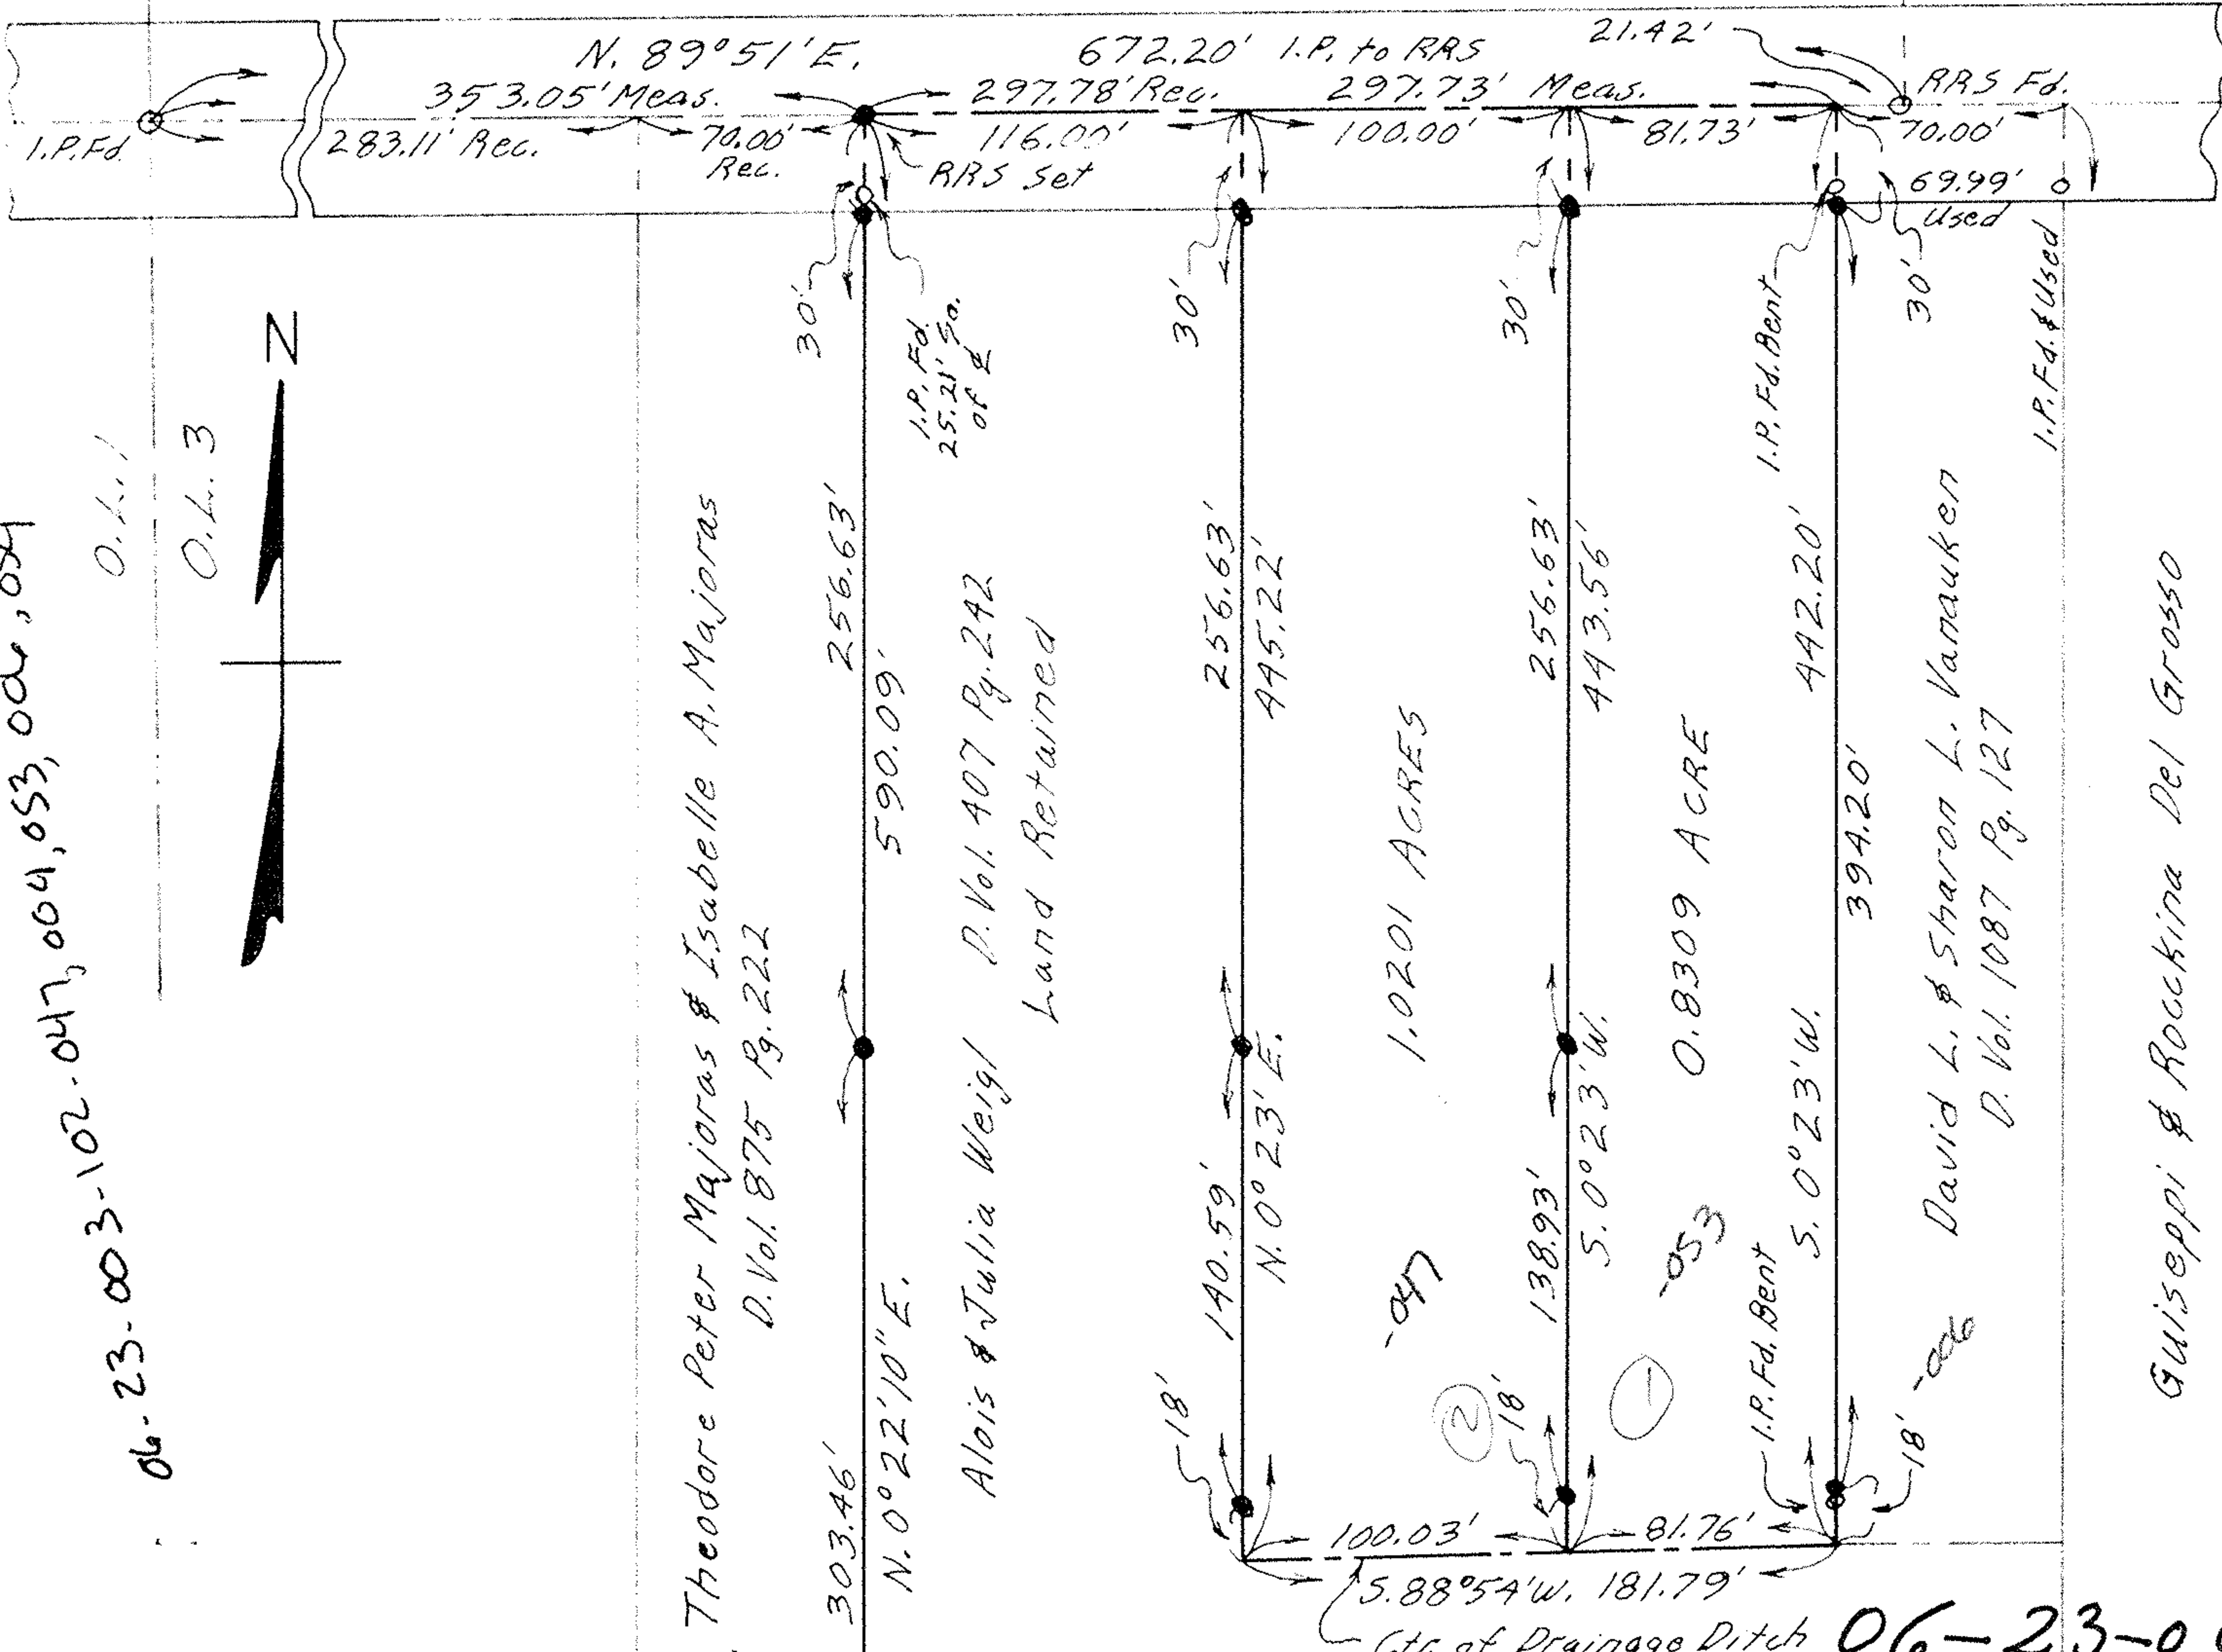 N. 89°51'E. 672.20' I.P. to RRS 21.42'
353.05' Meas. 297.78' Rec. 297.73' Meas. RRS Fd.
I.P.Fd. 283.11' Rec. 70.00' Rec. 116.00' 100.00' 81.73' 70.00'
RRS Set 69.99' Used
30'
I.P. Fd.
25.21' So.
of ℄
30'
30'
I.P. Fd. Bent
30'
I.P. Fd. & Used
O.L. 1
O.L. 3
N
06-23-003-102-047, 004, 053, 006, 054
Theodore Peter Majoras & Isabelle A. Majoras
D. Vol. 875 Pg. 222
256.63'
590.09'
303.46'
N. 0°22'10" E.
Alois & Julia Weigl D. Vol. 407 Pg. 242
Land Retained
256.63'
445.22'
140.59'
N. 0°23' E.
18'
1.0201 ACRES
-047
2
256.63'
443.56'
138.93'
S. 0°23' W.
18'
0.8309 ACRE
-053
1
442.20'
394.20'
S. 0°23' W.
I.P. Fd. Bent
18'
David L. & Sharon L. Vanauken
D. Vol. 1087 Pg. 127
-006
Guiseppi & Rocckina Del Grosso
100.03' 81.76'
S. 88°54' W. 181.79'
Ctr. of Drainage Ditch 06-23-0